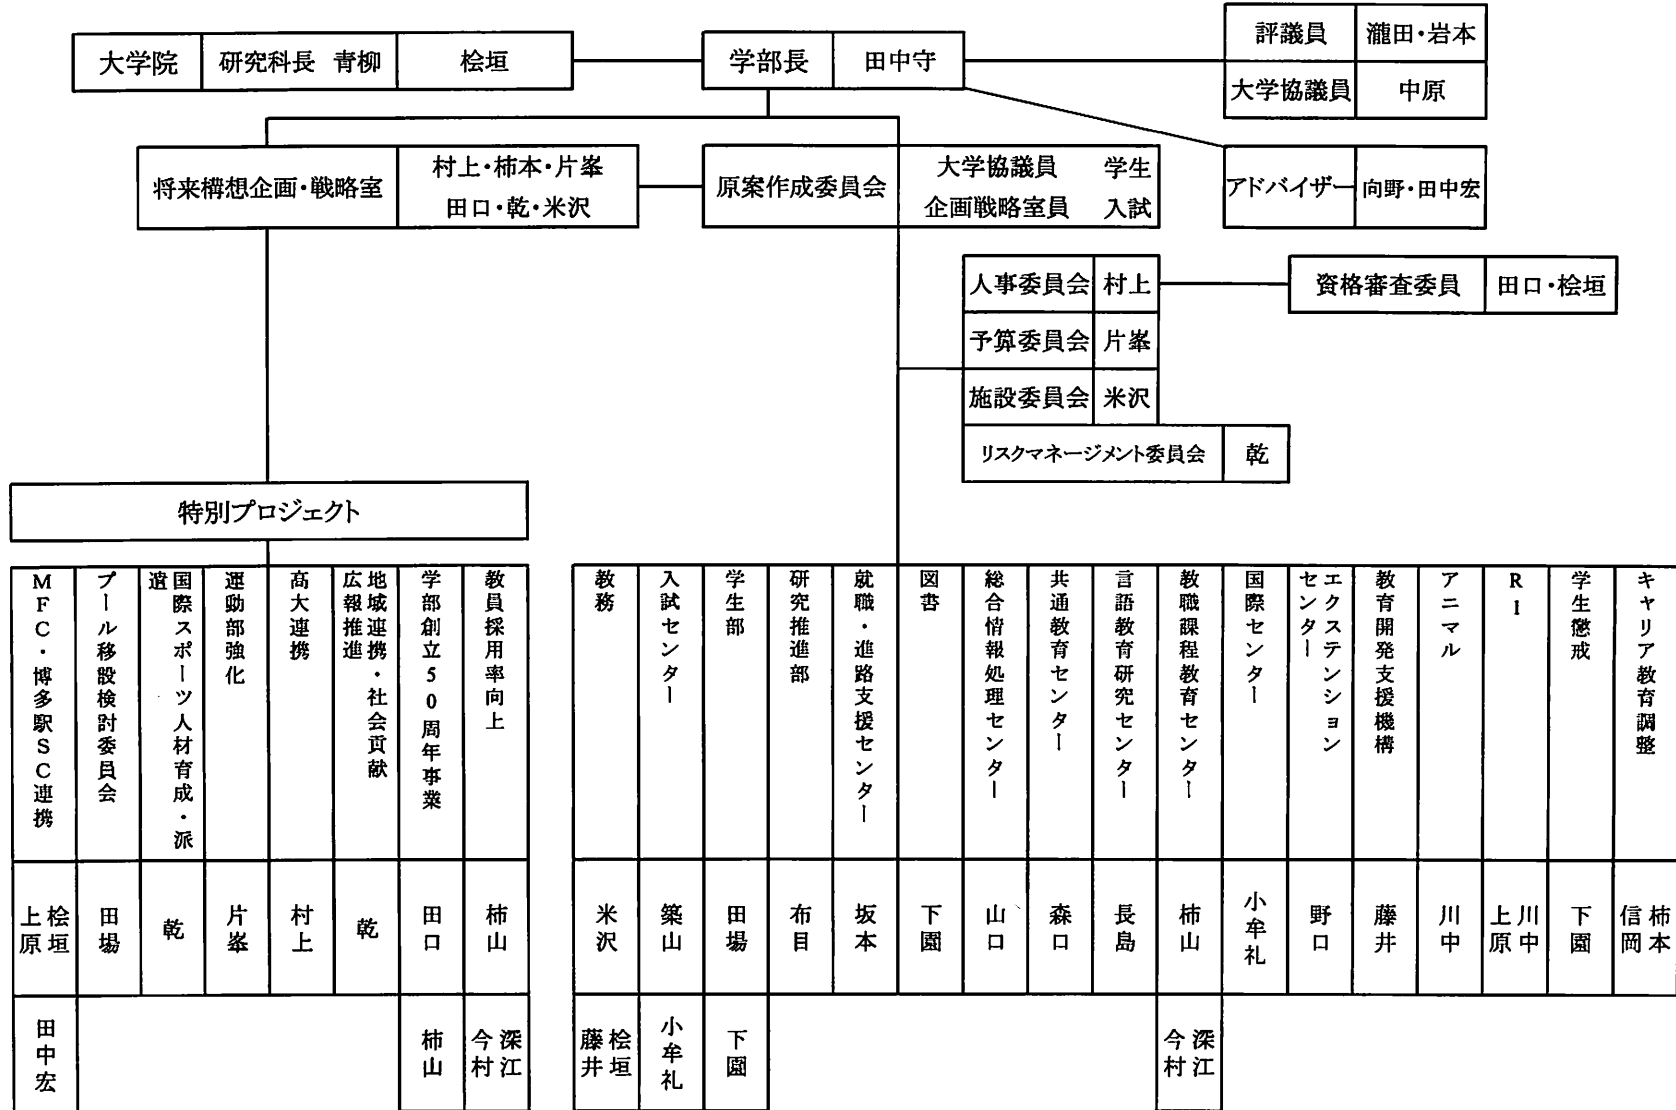 大学院 研究科長 青柳 桧垣
学部長 田中守
評議員 瀧田・岩本
大学協議員 中原
将来構想企画・戦略室
村上・柿本・片峯
田口・乾・米沢
原案作成委員会
大学協議員 学生
企画戦略室員 入試
アドバイザー 向野・田中宏
人事委員会 村上
資格審査委員 田口・桧垣
予算委員会 片峯
施設委員会 米沢
リスクマネージメント委員会 乾
特別プロジェクト
MFC・博多駅SC連携
桧垣
上原
田中宏
プール移設検討委員会
田場
国際スポーツ人材育成・派
遣
乾
運動部強化
片峯
高大連携
村上
地域連携・社会貢献
広報推進
乾
学部創立50周年事業
田口
柿山
教員採用率向上
柿山
深江
今村
教務
米沢
桧垣
藤井
入試センター
築山
小牟礼
学生部
田場
下園
研究推進部
布目
就職・進路支援センター
坂本
図書
下園
総合情報処理センター
山口
共通教育センター
森口
言語教育研究センター
長島
教職課程教育センター
柿山
深江
今村
国際センター
小牟礼
エクステンション
センター
野口
教育開発支援機構
藤井
アニマル
川中
RI
川中
上原
学生懲戒
下園
キャリア教育調整
柿本
信岡